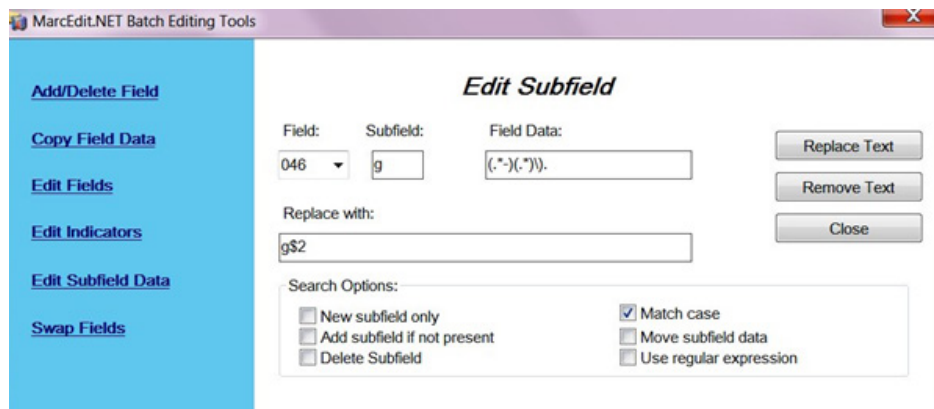 MarcEdit.NET Batch Editing Tools
X
Add/Delete Field
Copy Field Data
Edit Fields
Edit Indicators
Edit Subfield Data
Swap Fields
Edit Subfield
Field: Subfield: Field Data:
046 g (.*-)(.*)\).
Replace with:
g$2
Replace Text
Remove Text
Close
Search Options:
New subfield only
Add subfield if not present
Delete Subfield
Match case
Move subfield data
Use regular expression